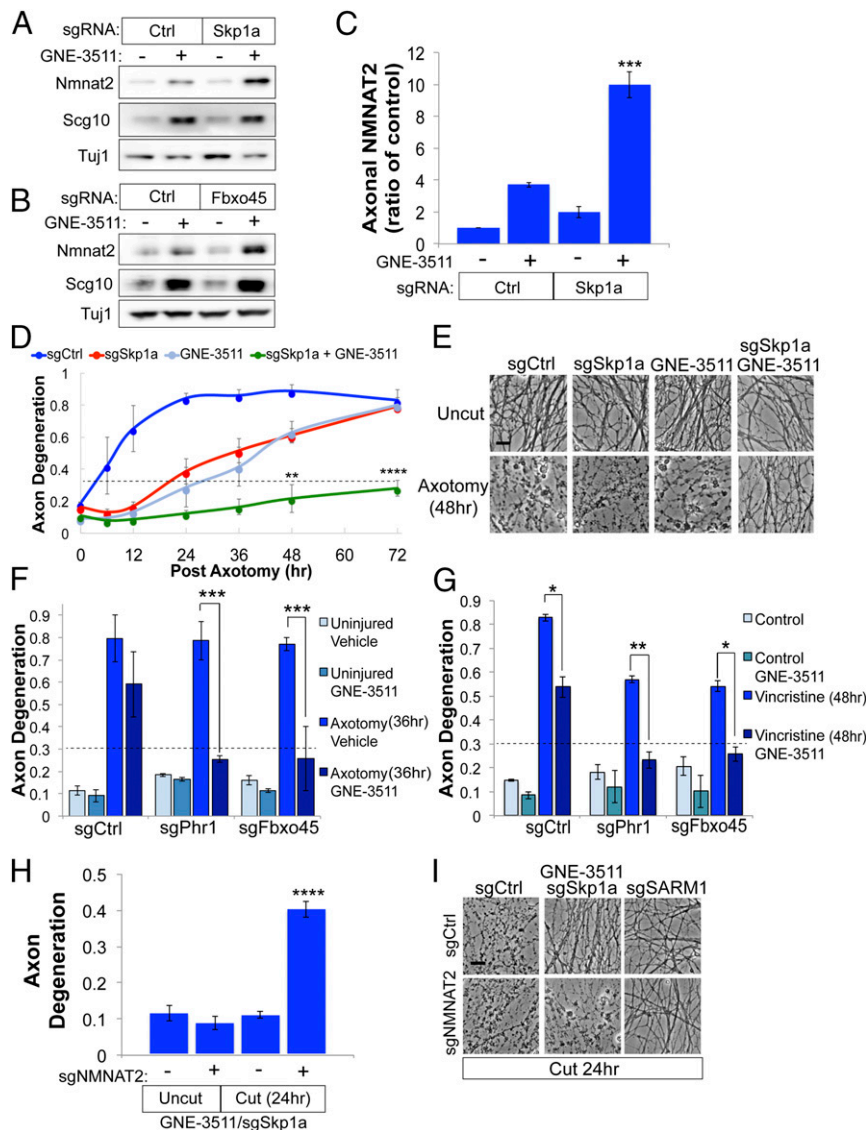 A
sgRNA: Ctrl Skp1a
GNE-3511: - + - +
Nmnat2
Scg10
Tuj1
B
sgRNA: Ctrl Fbxo45
GNE-3511: - + - +
Nmnat2
Scg10
Tuj1
C
Axonal NMNAT2
(ratio of control)
12
10
8
6
4
2
0
***
GNE-3511 - + - +
sgRNA: Ctrl Skp1a
D
sgCtrl sgSkp1a GNE-3511 sgSkp1a + GNE-3511
Axon Degeneration
1
0.8
0.6
0.4
0.2
0
** ****
0 12 24 36 48 60 72
Post Axotomy (hr)
E
sgCtrl sgSkp1a GNE-3511 sgSkp1a
GNE-3511
Uncut
Axotomy
(48hr)
F
Axon Degeneration
0.9
0.8
0.7
0.6
0.5
0.4
0.3
0.2
0.1
*** ***
sgCtrl sgPhr1 sgFbxo45
Uninjured
Vehicle
Uninjured
GNE-3511
Axotomy(36hr)
Vehicle
Axotomy(36hr)
GNE-3511
G
Axon Degeneration
0.9
0.8
0.7
0.6
0.5
0.4
0.3
0.2
0.1
0
* ** *
sgCtrl sgPhr1 sgFbxo45
Control
Control
GNE-3511
Vincristine (48hr)
Vincristine (48hr)
GNE-3511
H
Axon
Degeneration
0.5
0.4
0.3
0.2
0.1
0
****
sgNMNAT2: - + - +
Uncut Cut (24hr)
GNE-3511/sgSkp1a
I
GNE-3511
sgCtrl sgSkp1a sgSARM1
sgCtrl
sgNMNAT2
Cut 24hr